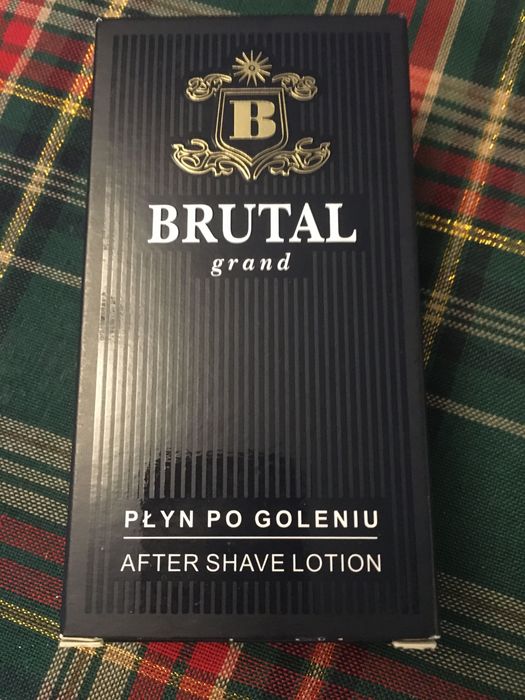 B
BRUTAL
grand
PŁYN PO GOLENIU
AFTER SHAVE LOTION